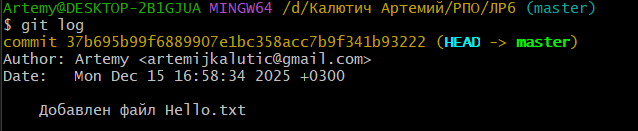 Artemy@DESKTOP-2B1GJUA MINGW64 /d/Калютич Артемий/РПО/ЛР6 (master)
$ git log
commit 37b695b99f6889907e1bc358acc7b9f341b93222 (HEAD -> master)
Author: Artemy <artemijkalutic@gmail.com>
Date:   Mon Dec 15 16:58:34 2025 +0300
    Добавлен файл Hello.txt